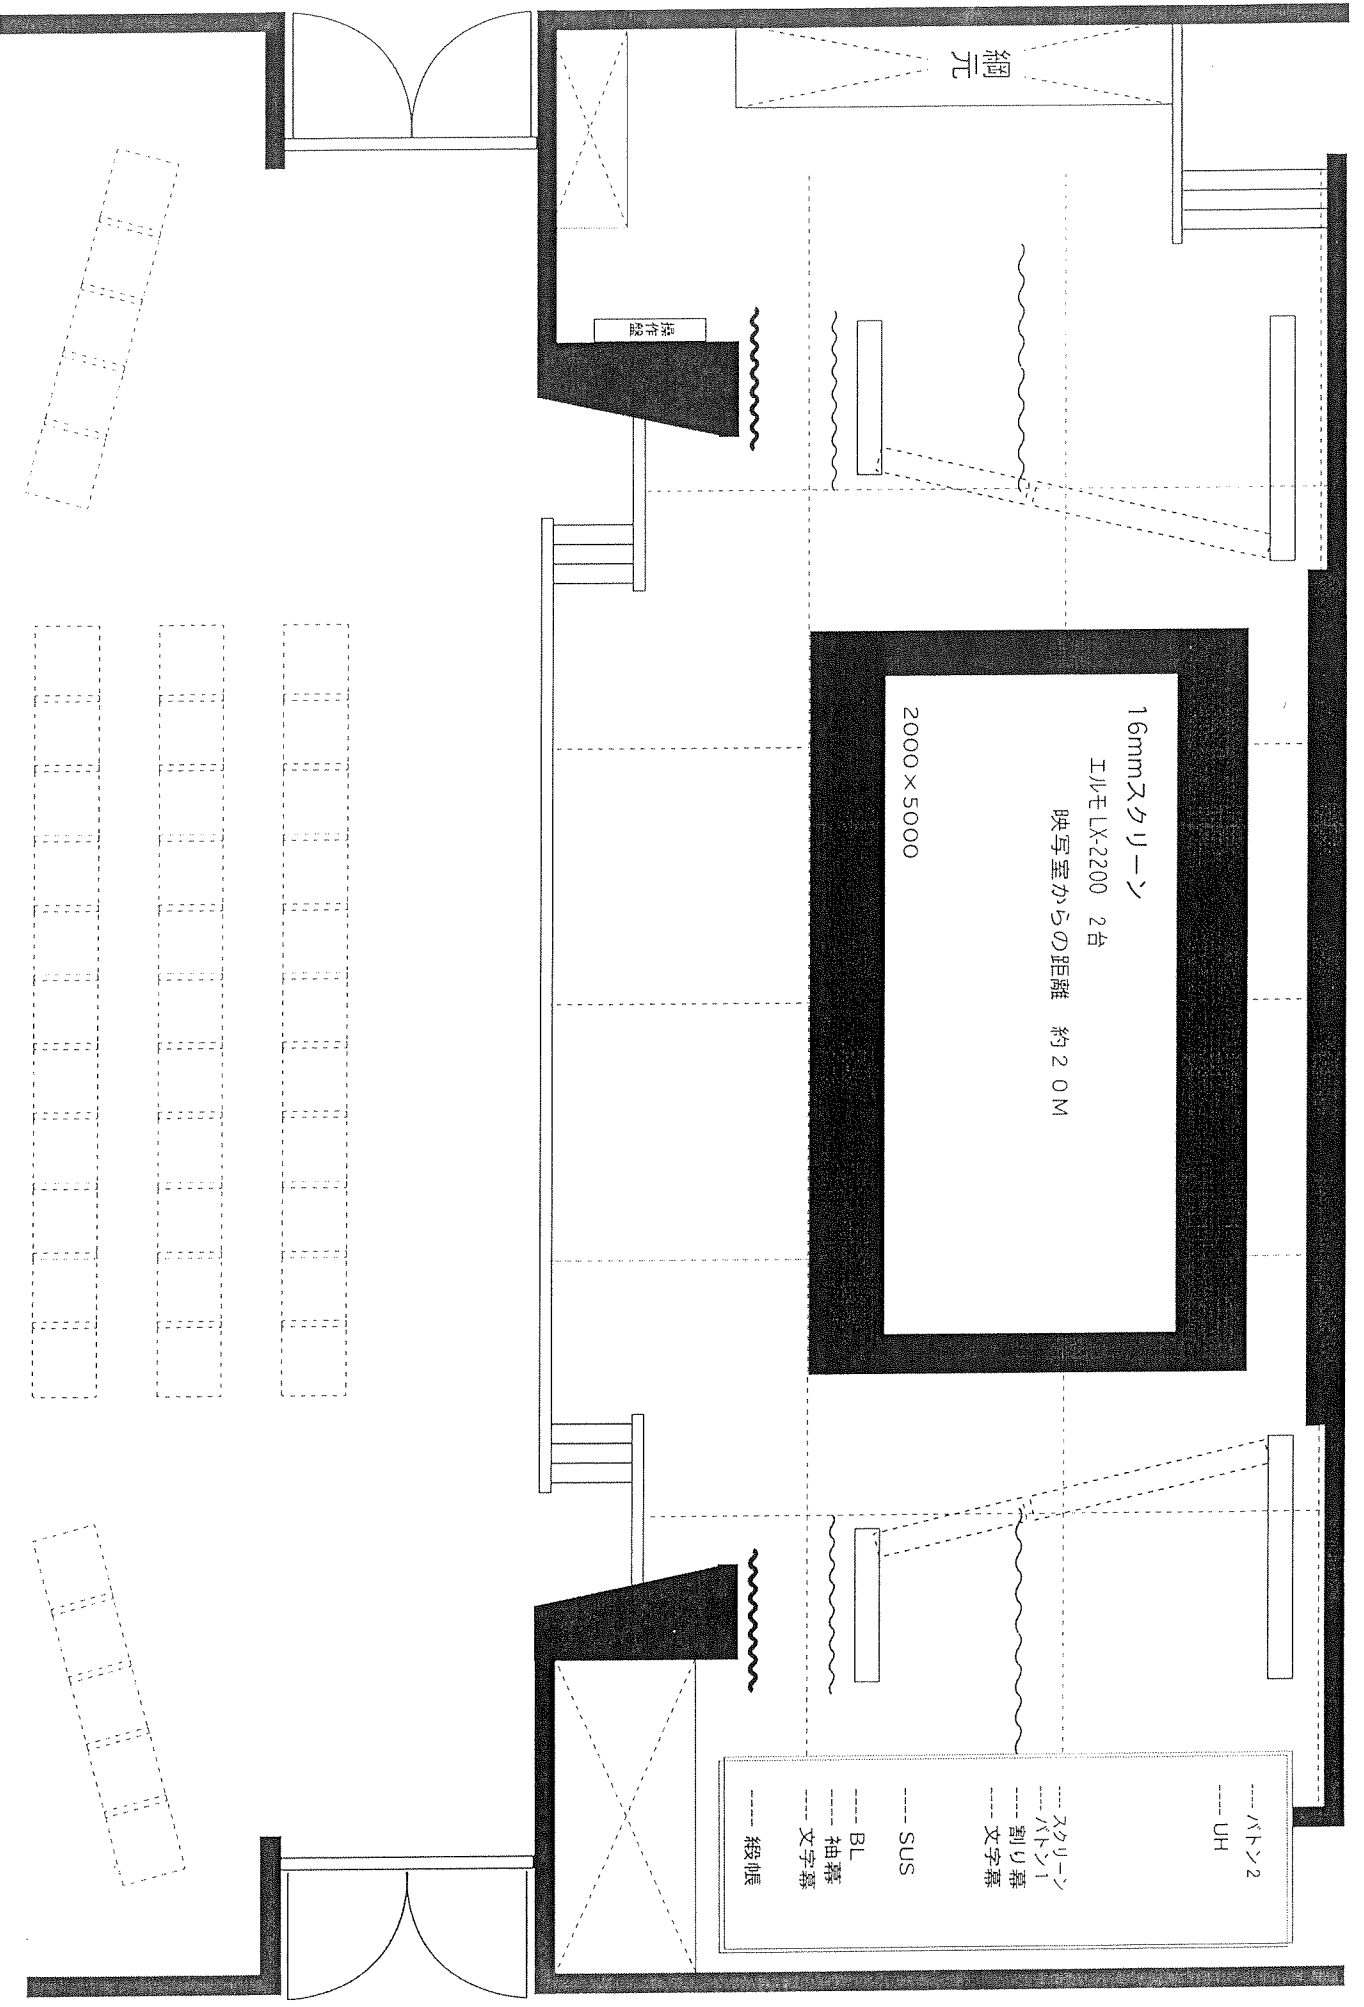 綱元
操作盤
16mmスクリーン
エルモ LX-2200 2台
映写室からの距離 約20M
2000×5000
----バトン2
----UH
----スクリーン
----バトン1
----割り幕
----文字幕
----SUS
----BL
----袖幕
----文字幕
----緞帳